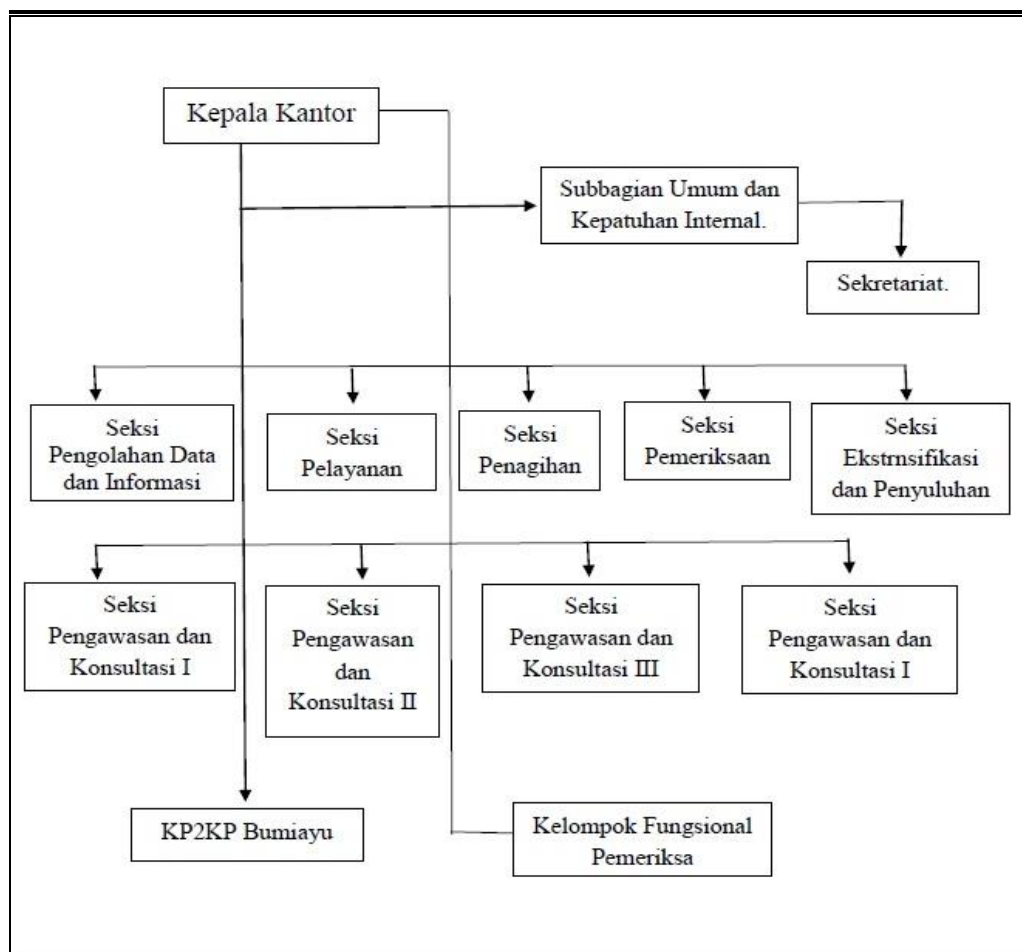 Kepala Kantor
Subbagian Umum dan
Kepatuhan Internal.
Sekretariat.
Seksi
Pengolahan Data
dan Informasi
Seksi
Pelayanan
Seksi
Penagihan
Seksi
Pemeriksaan
Seksi
Ekstrnsifikasi
dan Penyuluhan
Seksi
Pengawasan dan
Konsultasi I
Seksi
Pengawasan
dan
Konsultasi II
Seksi
Pengawasan dan
Konsultasi III
Seksi
Pengawasan dan
Konsultasi I
KP2KP Bumiayu
Kelompok Fungsional
Pemeriksa